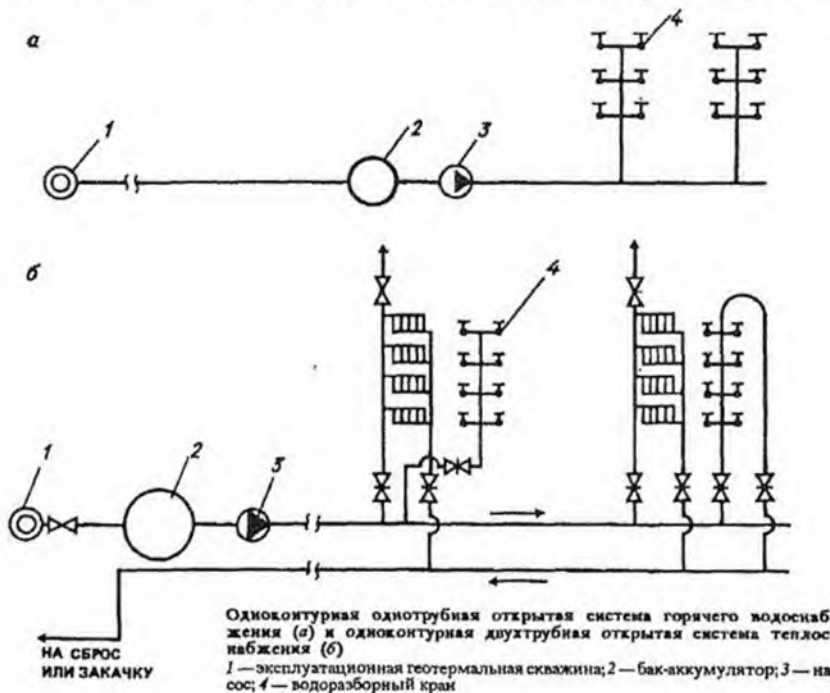 а
4
1
2
3
б
4
1
2
3
НА СБРОС
ИЛИ ЗАКАЧКУ
Одноконтурная однотрубная открытая система горячего водоснаб-
жения (а) и одноконтурная двухтрубная открытая система теплос-
набжения (б)
1 — эксплуатационная геотермальная скважина; 2 — бак-аккумулятор; 3 — на-
сос; 4 — водоразборный кран